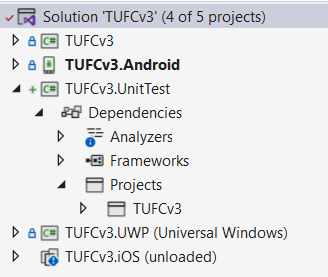 Solution 'TUFCv3' (4 of 5 projects)
TUFCv3
TUFCv3.Android
TUFCv3.UnitTest
Dependencies
Analyzers
Frameworks
Projects
TUFCv3
TUFCv3.UWP (Universal Windows)
TUFCv3.iOS (unloaded)